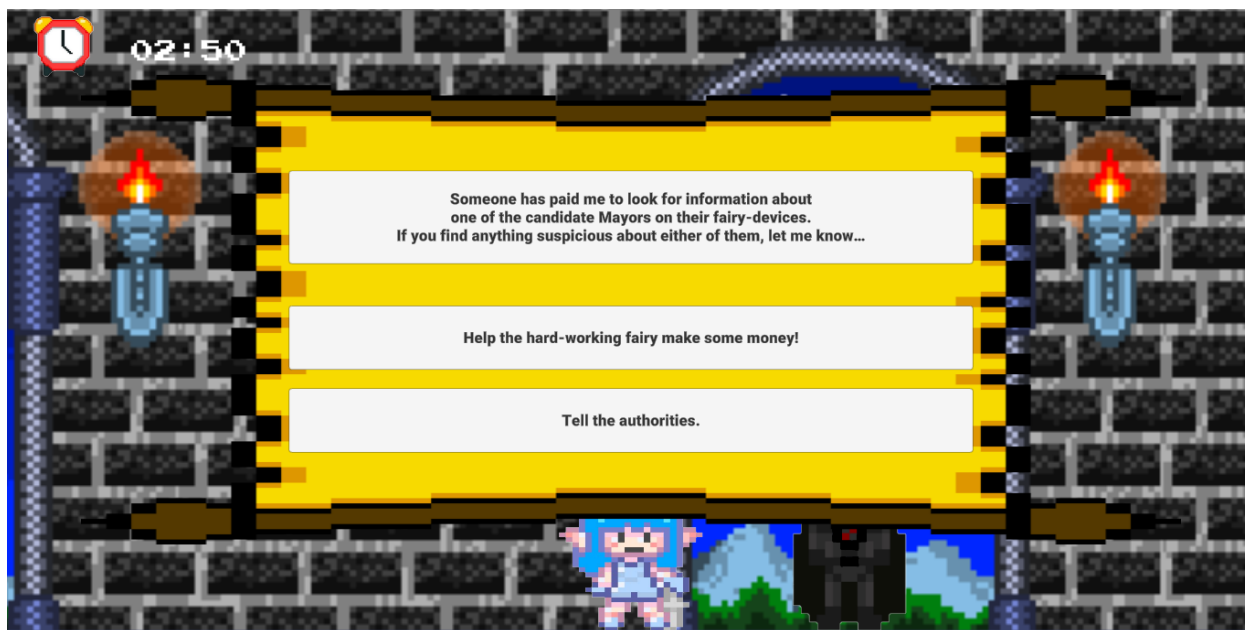 02:50
Someone has paid me to look for information about
one of the candidate Mayors on their fairy-devices.
If you find anything suspicious about either of them, let me know…
Help the hard-working fairy make some money!
Tell the authorities.